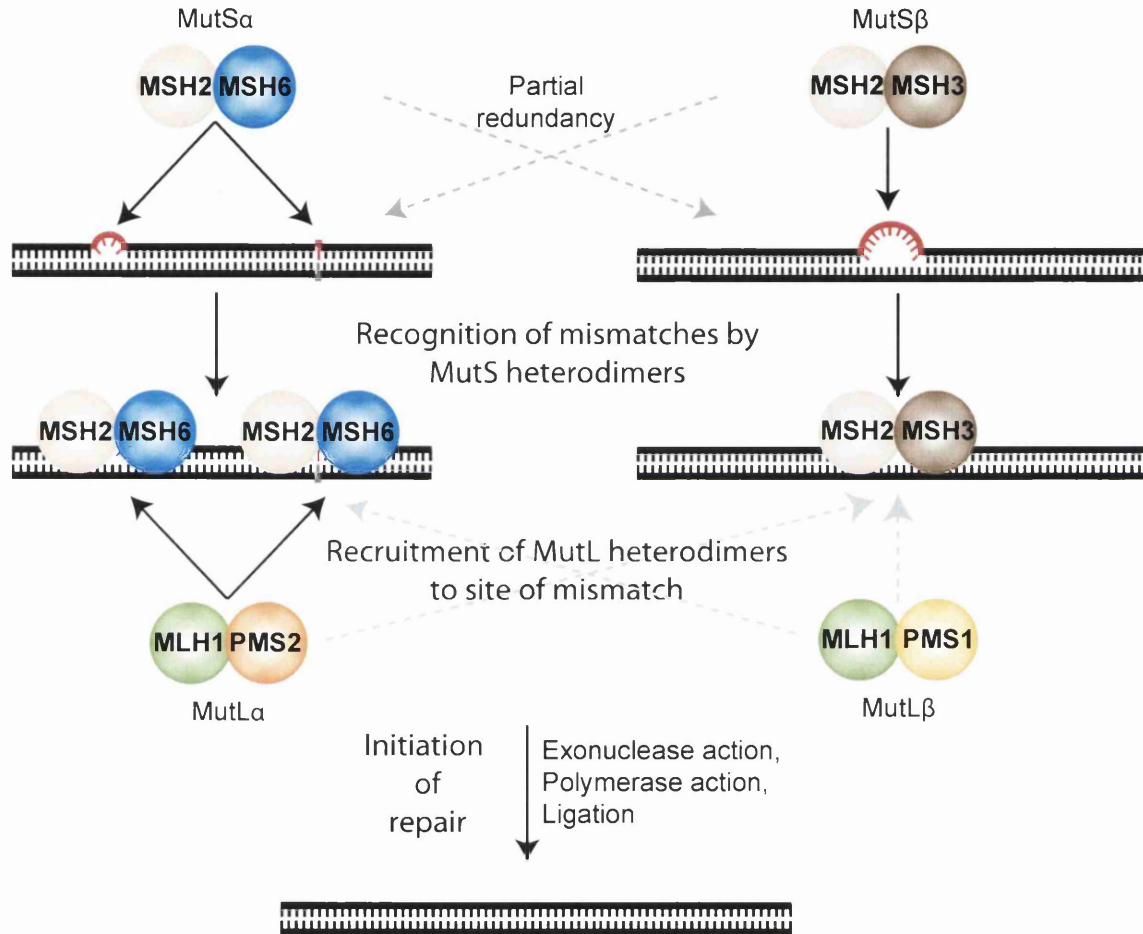 MutSα
MutSβ
MSH2 MSH6
MSH2 MSH3
Partial
redundancy
Recognition of mismatches by
MutS heterodimers
MSH2 MSH6
MSH2 MSH6
MSH2 MSH3
Recruitment of MutL heterodimers
to site of mismatch
MLH1 PMS2
MLH1 PMS1
MutLα
MutLβ
Initiation
of
repair
Exonuclease action,
Polymerase action,
Ligation